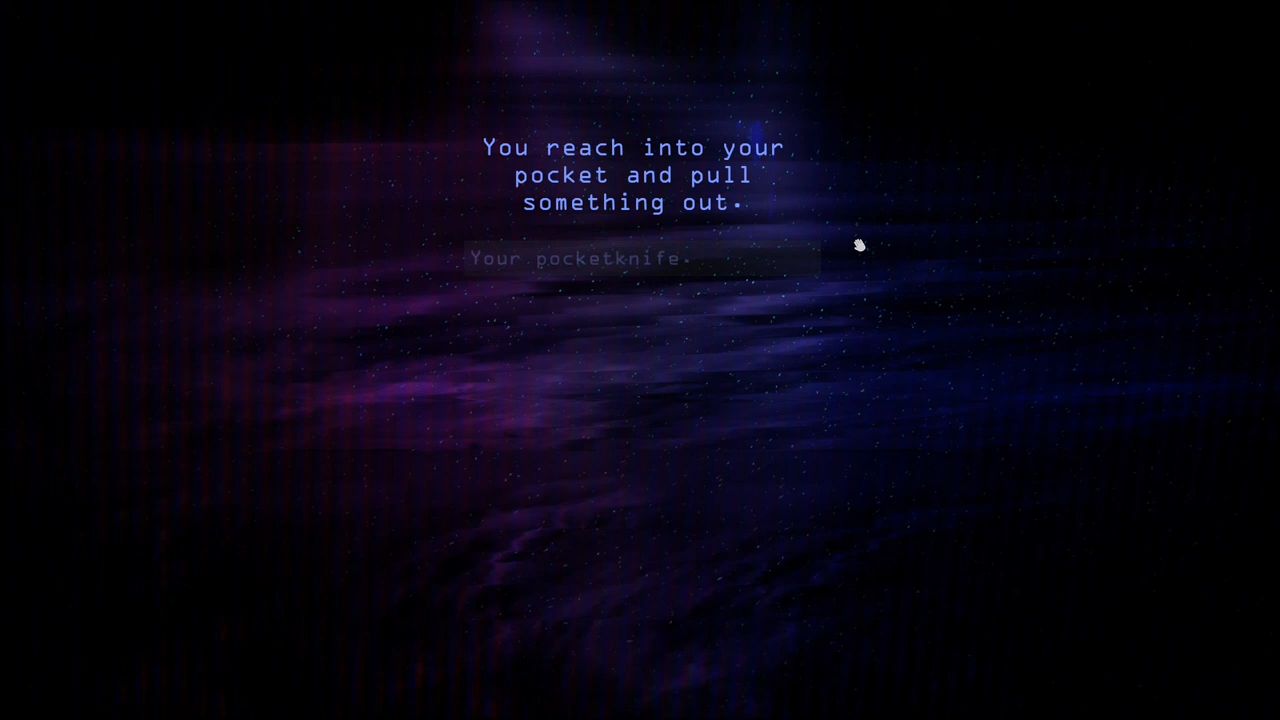 You reach into your
pocket and pull
something out.
Your pocketknife.